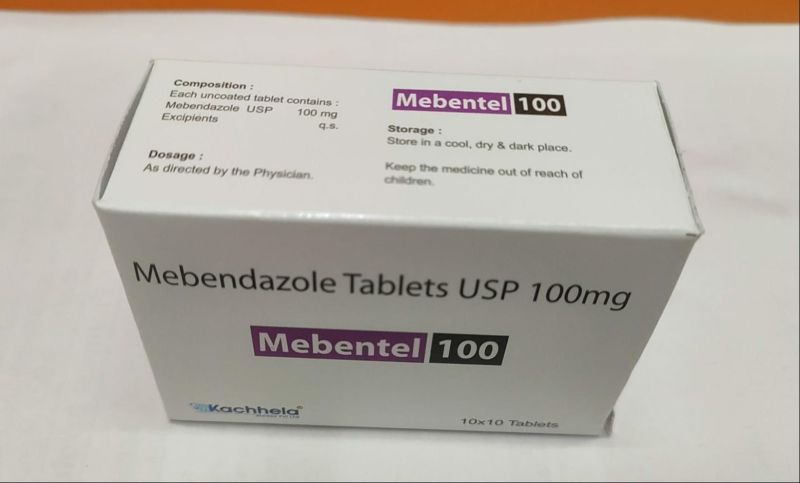 Composition :
Each uncoated tablet contains :
Mebendazole USP 100 mg
Excipients q.s.
Dosage :
As directed by the Physician.
Mebentel 100
Storage :
Store in a cool, dry & dark place.
Keep the medicine out of reach of
children.
Mebendazole Tablets USP 100mg
Mebentel 100
Kachhela
10x10 Tablets